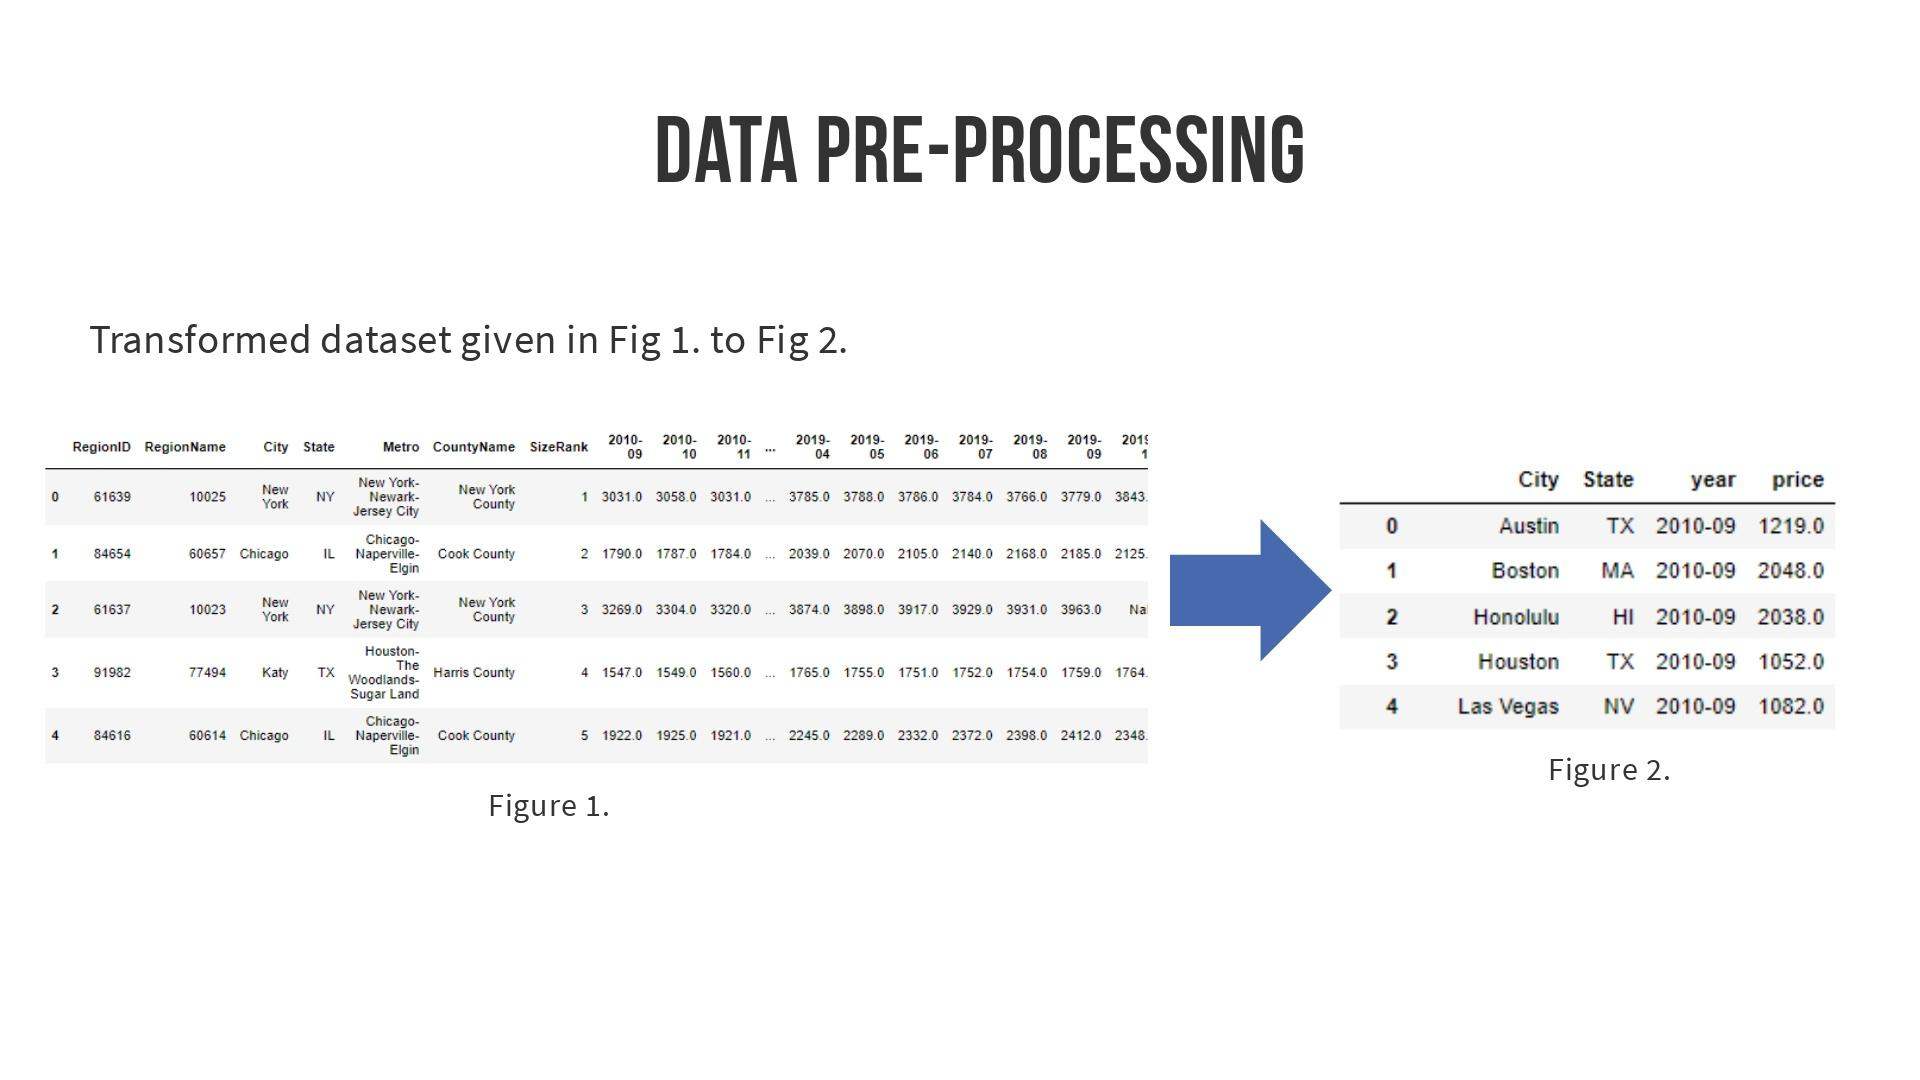 DATA PRE-PROCESSING
Transformed dataset given in Fig 1. to Fig 2.
RegionID RegionName City State Metro CountyName SizeRank 2010-09 2010-10 2010-11 ... 2019-04 2019-05 2019-06 2019-07 2019-08 2019-09
0 61639 10025 New York NY New York-Newark-Jersey City New York County 1 3031.0 3058.0 3031.0 ... 3785.0 3788.0 3786.0 3784.0 3766.0 3779.0 3843.
1 84654 60657 Chicago IL Chicago-Naperville-Elgin Cook County 2 1790.0 1787.0 1784.0 ... 2039.0 2070.0 2105.0 2140.0 2168.0 2185.0 2125.
2 61637 10023 New York NY New York-Newark-Jersey City New York County 3 3269.0 3304.0 3320.0 ... 3874.0 3898.0 3917.0 3929.0 3931.0 3963.0
3 91982 77494 Katy TX Houston-The Woodlands-Sugar Land Harris County 4 1547.0 1549.0 1560.0 ... 1765.0 1755.0 1751.0 1752.0 1754.0 1759.0 1764.
4 84616 60614 Chicago IL Chicago-Naperville-Elgin Cook County 5 1922.0 1925.0 1921.0 ... 2245.0 2289.0 2332.0 2372.0 2398.0 2412.0 2348.
Figure 1.
City State year price
0 Austin TX 2010-09 1219.0
1 Boston MA 2010-09 2048.0
2 Honolulu HI 2010-09 2038.0
3 Houston TX 2010-09 1052.0
4 Las Vegas NV 2010-09 1082.0
Figure 2.